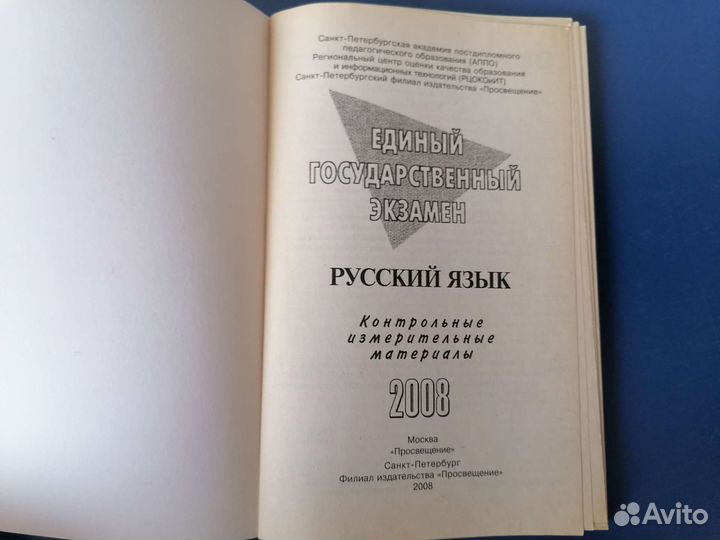 Санкт-Петербургская академия постдипломного
педагогического образования (АППО)
Региональный центр оценки качества образования
и информационных технологий (РЦОКОиИТ)
Санкт-Петербургский филиал издательства «Просвещение»
ЕДИНЫЙ
ГОСУДАРСТВЕННЫЙ
ЭКЗАМЕН
РУССКИЙ ЯЗЫК
Контрольные
измерительные
материалы
2008
Москва
«Просвещение»
Санкт-Петербург
Филиал издательства «Просвещение»
2008
Avito